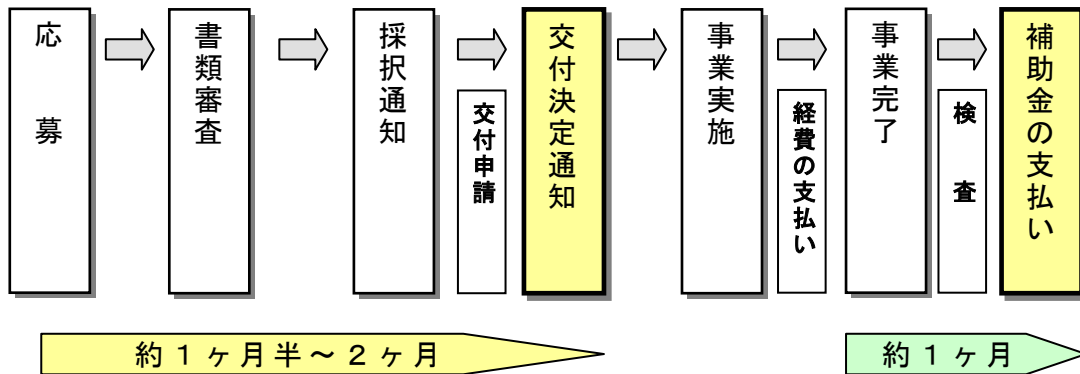 応　募
書類審査
採択通知
交付申請
交付決定通知
事業実施
経費の支払い
事業完了
検　査
補助金の支払い
約１ヶ月半～２ヶ月
約１ヶ月